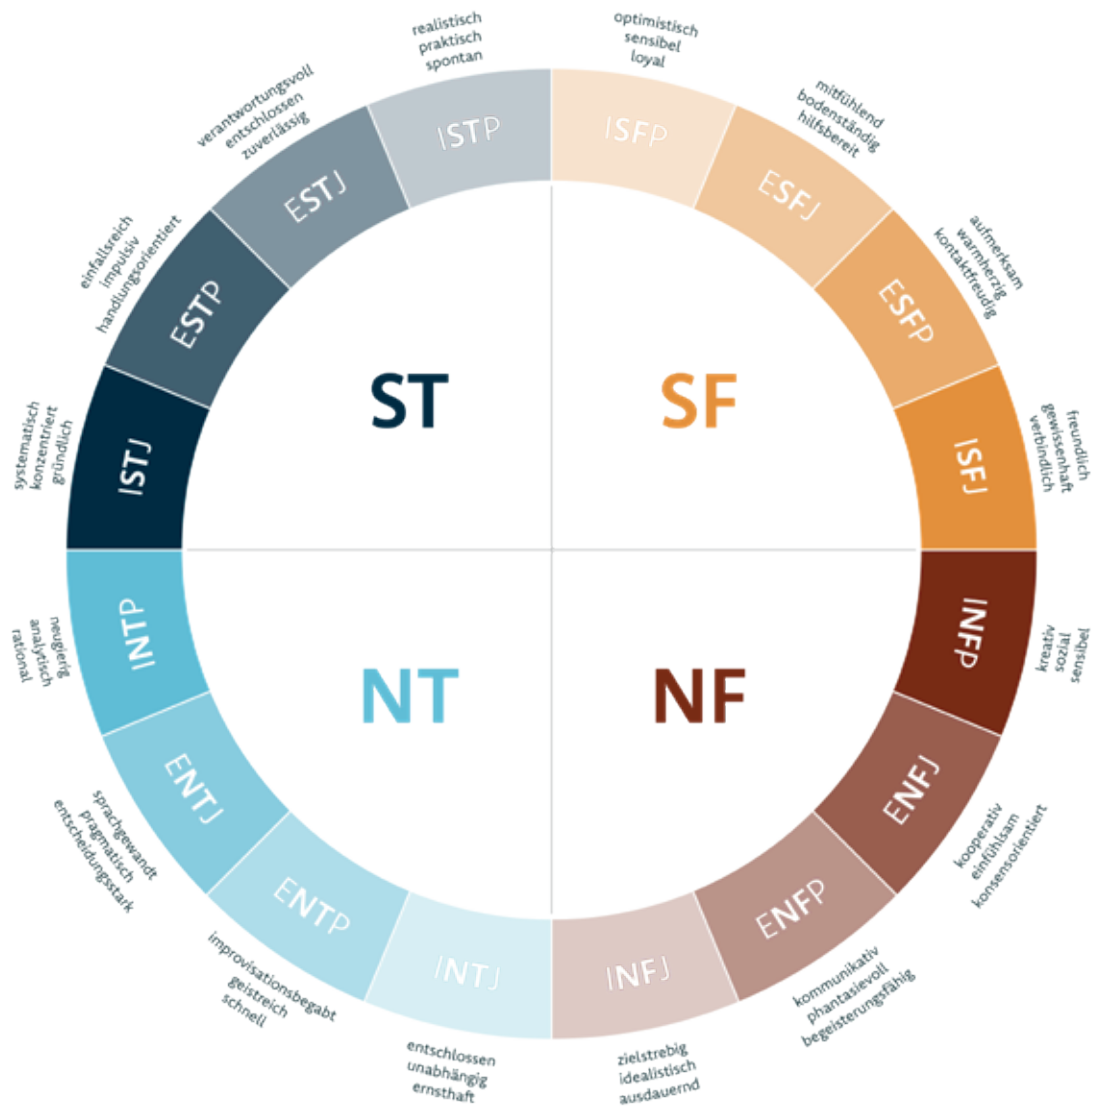 realistisch
praktisch
spontan
ISTP
optimistisch
sensibel
loyal
ISFP
mitfühlend
bodenständig
hilfsbereit
ESFJ
aufmerksam
warmherzig
kontaktfreudig
ESFP
freundlich
gewissenhaft
verbindlich
ISFJ
kreativ
sozial
sensibel
INFP
kooperativ
einfühlsam
konsensorientiert
ENFJ
kommunikativ
phantasievoll
begeisterungsfähig
ENFP
zielstrebig
idealistisch
ausdauernd
INFJ
entschlossen
unabhängig
ernsthaft
INTJ
improvisationsbegabt
geistreich
schnell
ENTP
sprachgewandt
pragmatisch
entscheidungsstark
ENTJ
neugierig
analytisch
rational
INTP
systematisch
konzentriert
gründlich
ISTJ
einfallsreich
impulsiv
handlungsorientiert
ESTP
verantwortungsvoll
entschlossen
zuverlässig
ESTJ
ST
SF
NT
NF